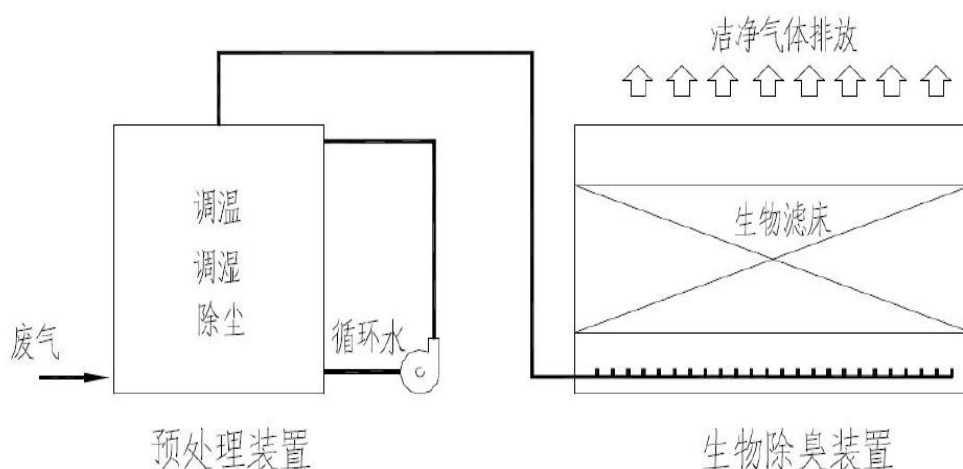 洁净气体排放
调温
调湿
除尘
生物滤床
废气
循环水
预处理装置
生物除臭装置